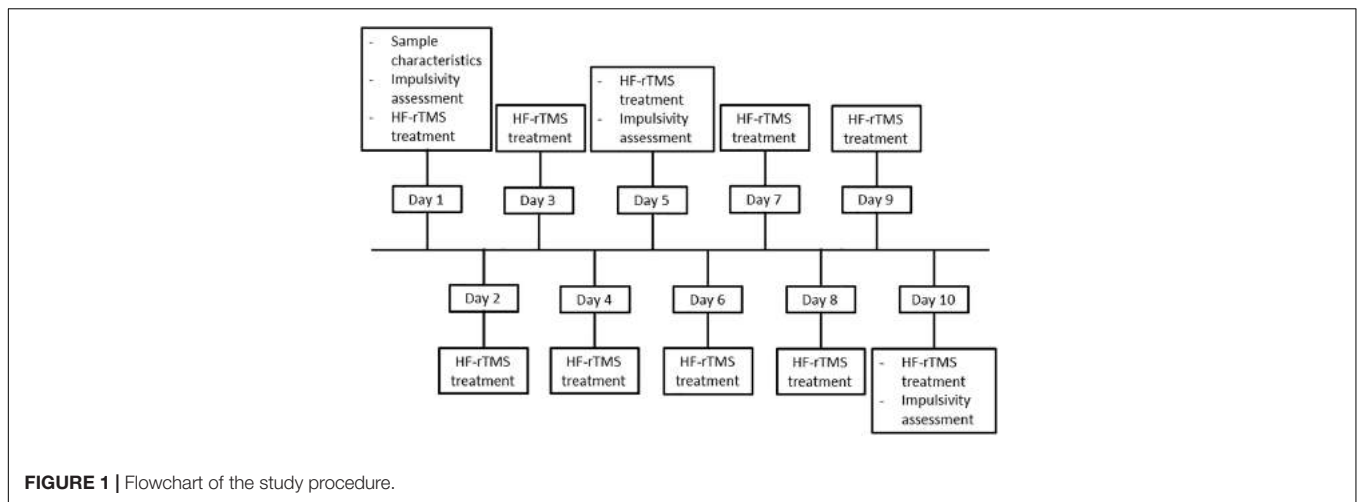 - Sample
characteristics
- Impulsivity
assessment
- HF-rTMS
treatment
HF-rTMS
treatment
- HF-rTMS
treatment
- Impulsivity
assessment
HF-rTMS
treatment
HF-rTMS
treatment
Day 1
Day 3
Day 5
Day 7
Day 9
Day 2
Day 4
Day 6
Day 8
Day 10
HF-rTMS
treatment
HF-rTMS
treatment
HF-rTMS
treatment
HF-rTMS
treatment
- HF-rTMS
treatment
- Impulsivity
assessment
FIGURE 1 | Flowchart of the study procedure.